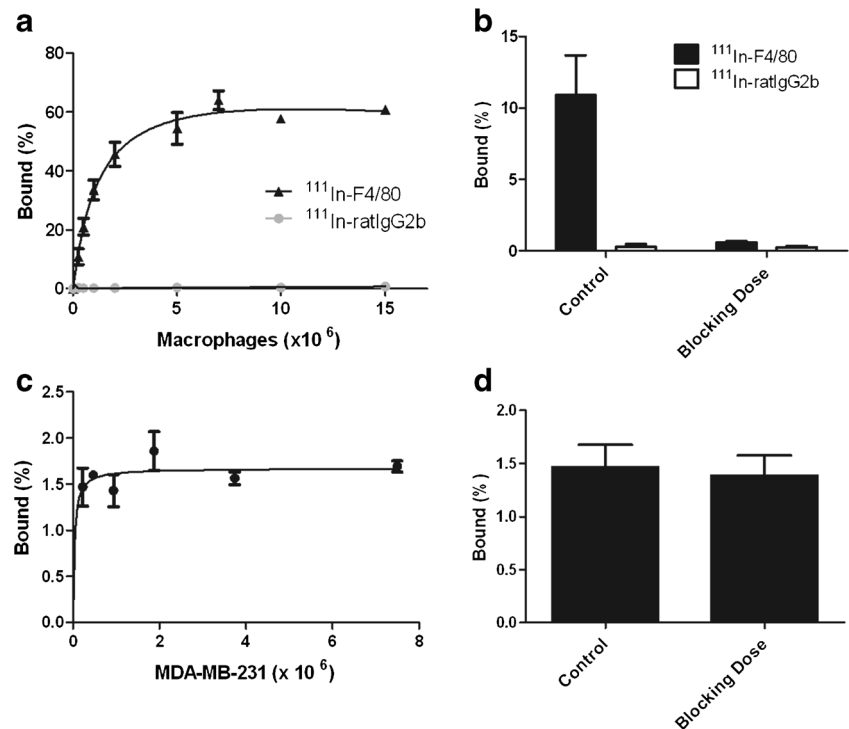 a
80
60
40
20
0
Bound (%)
0 5 10 15
Macrophages (x10 6)
111In-F4/80
111In-ratIgG2b
b
15
10
5
0
Bound (%)
111In-F4/80
111In-ratIgG2b
Control
Blocking Dose
c
2.5
2.0
1.5
1.0
0.5
0.0
Bound (%)
0 2 4 6 8
MDA-MB-231 (x 10 6)
d
2.0
1.5
1.0
0.5
0.0
Bound (%)
Control
Blocking Dose